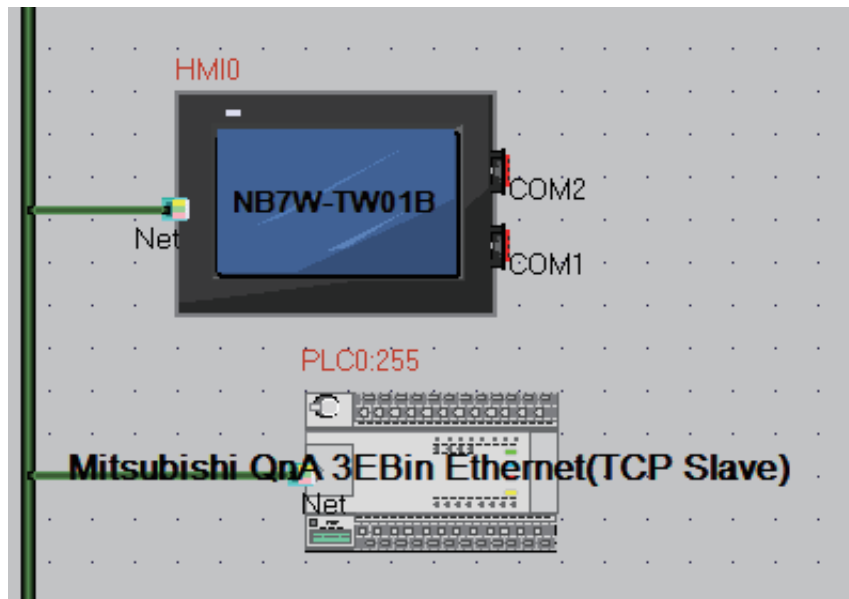 HMI0
NB7W-TW01B
COM2
Net
COM1
PLC0:255
Mitsubishi QnA 3EBin Ethernet(TCP Slave)
Net